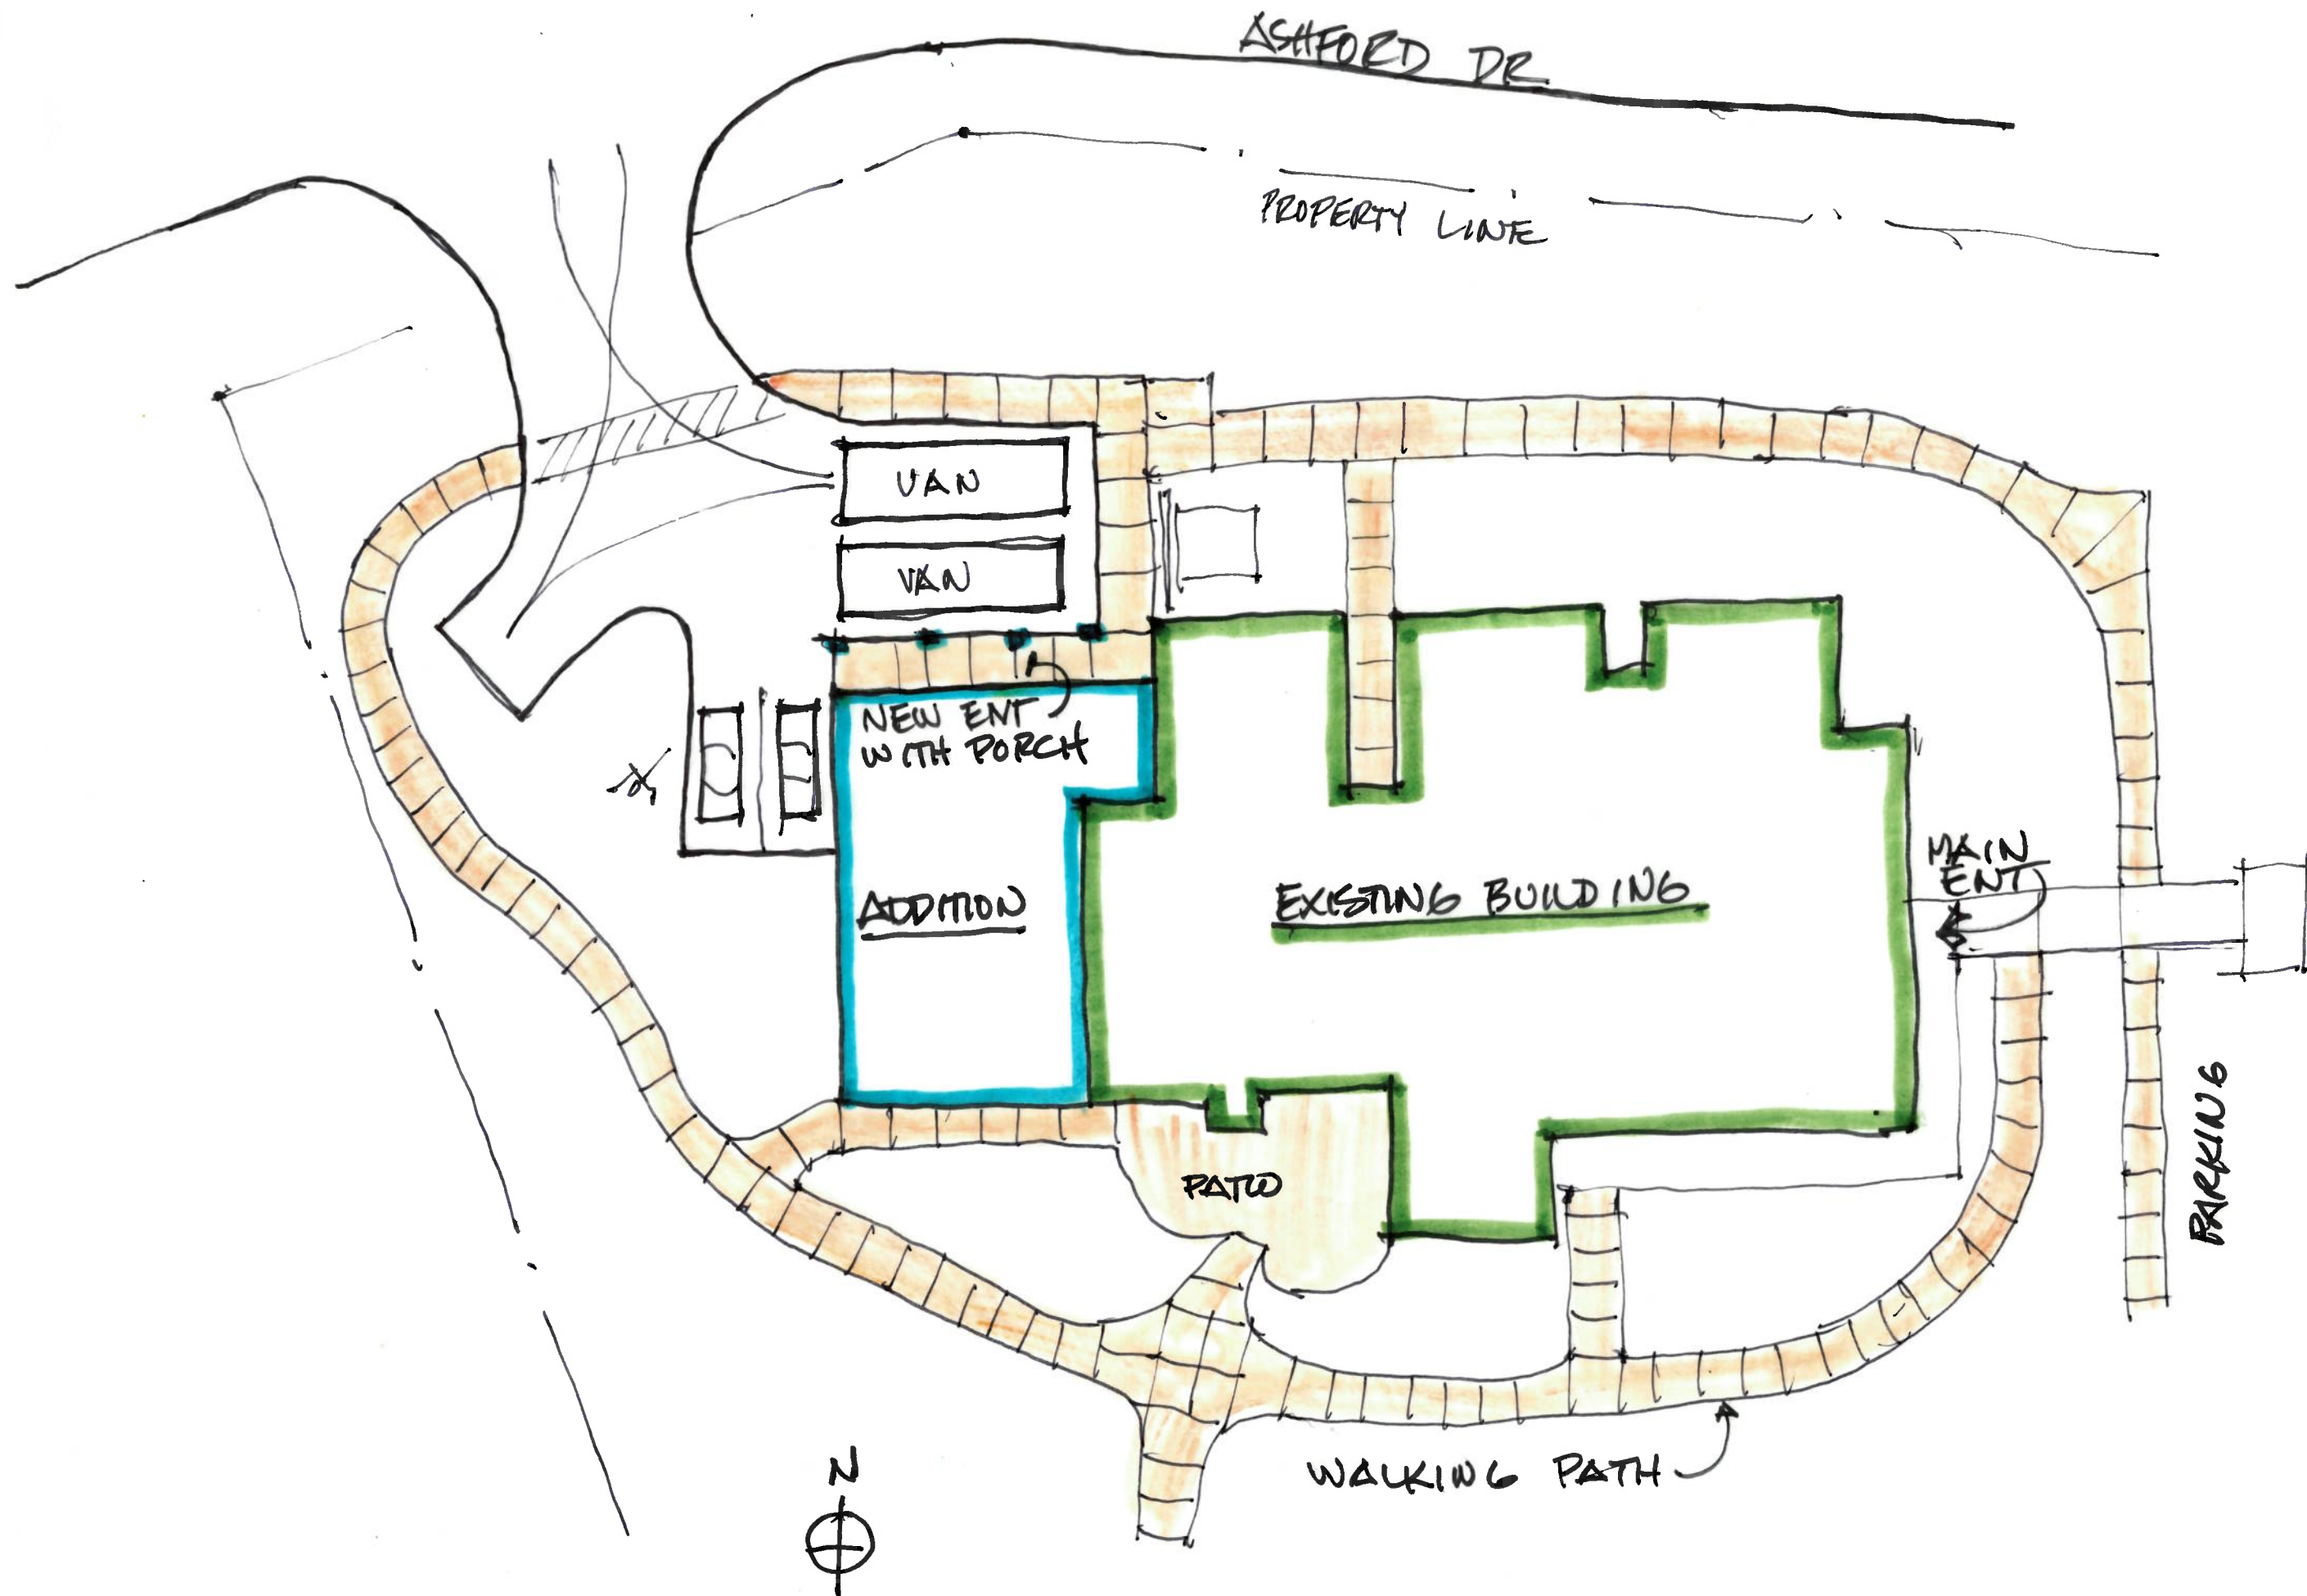 ASHFORD DR
PROPERTY LINE
VAN
VAN
NEW ENT
WITH PORCH
ADDITION
EXISTING BUILDING
MAIN
ENT
PATIO
PARKING
WALKING PATH
N